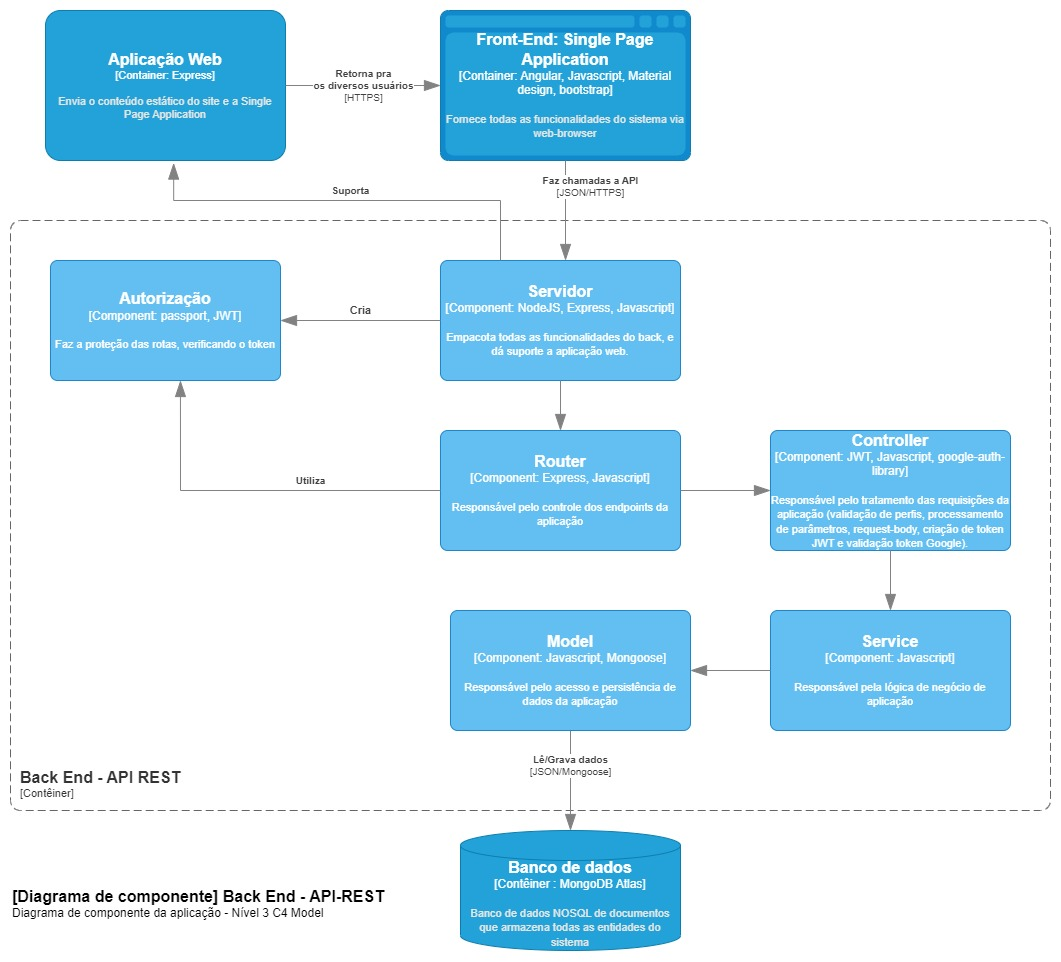 Aplicação Web
[Container: Express]
Envia o conteúdo estático do site e a Single
Page Application
Retorna pra
os diversos usuários
[HTTPS]
Front-End: Single Page
Application
[Container: Angular, Javascript, Material
design, bootstrap]
Fornece todas as funcionalidades do sistema via
web-browser
Suporta
Faz chamadas a API
[JSON/HTTPS]
Autorização
[Component: passport, JWT]
Faz a proteção das rotas, verificando o token
Cria
Servidor
[Component: NodeJS, Express, Javascript]
Empacota todas as funcionalidades do back, e
dá suporte a aplicação web.
Utiliza
Router
[Component: Express, Javascript]
Responsável pelo controle dos endpoints da
aplicação
Controller
[Component: JWT, Javascript, google-auth-
library]
Responsável pelo tratamento das requisições da
aplicação (validação de perfis, processamento
de parâmetros, request-body, criação de token
JWT e validação token Google).
Model
[Component: Javascript, Mongoose]
Responsável pelo acesso e persistência de
dados da aplicação
Service
[Component: Javascript]
Responsável pela lógica de negócio de
aplicação
Lê/Grava dados
[JSON/Mongoose]
Back End - API REST
[Contêiner]
Banco de dados
[Contêiner : MongoDB Atlas]
Banco de dados NOSQL de documentos
que armazena todas as entidades do
sistema
[Diagrama de componente] Back End - API-REST
Diagrama de componente da aplicação - Nível 3 C4 Model